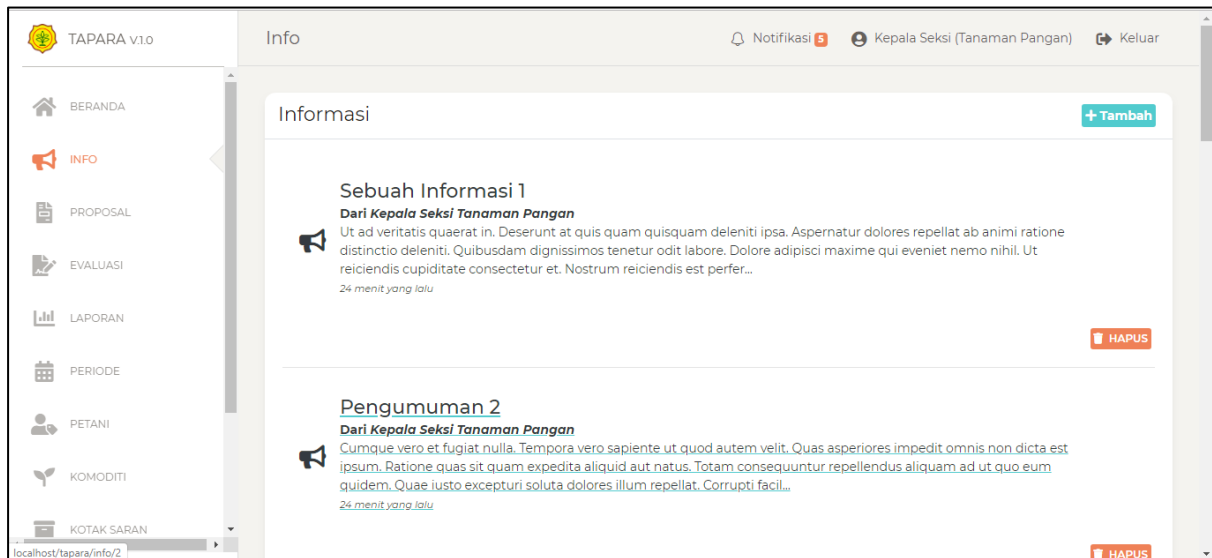 TAPARA V.1.0
Info
Notifikasi 5
Kepala Seksi (Tanaman Pangan)
Keluar
BERANDA
INFO
PROPOSAL
EVALUASI
LAPORAN
PERIODE
PETANI
KOMODITI
KOTAK SARAN
localhost/tapara/info/2
Informasi
+ Tambah
Sebuah Informasi 1
Dari Kepala Seksi Tanaman Pangan
Ut ad veritatis quaerat in. Deserunt at quis quam quisquam deleniti ipsa. Aspernatur dolores repellat ab animi ratione
distinctio deleniti. Quibusdam dignissimos tenetur odit labore. Dolore adipisci maxime qui eveniet nemo nihil. Ut
reiciendis cupiditate consectetur et. Nostrum reiciendis est perfer...
24 menit yang lalu
HAPUS
Pengumuman 2
Dari Kepala Seksi Tanaman Pangan
Cumque vero et fugiat nulla. Tempora vero sapiente ut quod autem velit. Quas asperiores impedit omnis non dicta est
ipsum. Ratione quas sit quam expedita aliquid aut natus. Totam consequuntur repellendus aliquam ad ut quo eum
quidem. Quae iusto excepturi soluta dolores illum repellat. Corrupti facil...
24 menit yang lalu
HAPUS